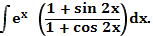 ∫eˣ ((1 + sin 2x)/(1 + cos 2x)) dx.